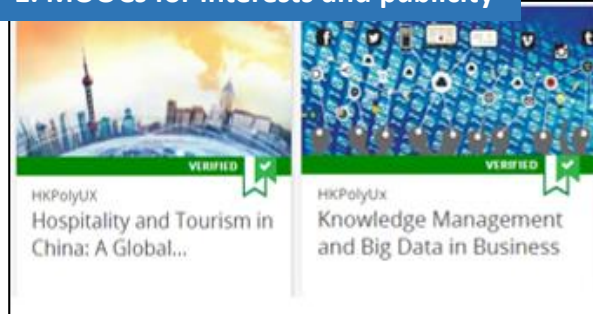 MOOCs for interests and publicity
VERIFIED
HKPolyUX
Hospitality and Tourism in
China: A Global...
VERIFIED
HKPolyUx
Knowledge Management
and Big Data in Business